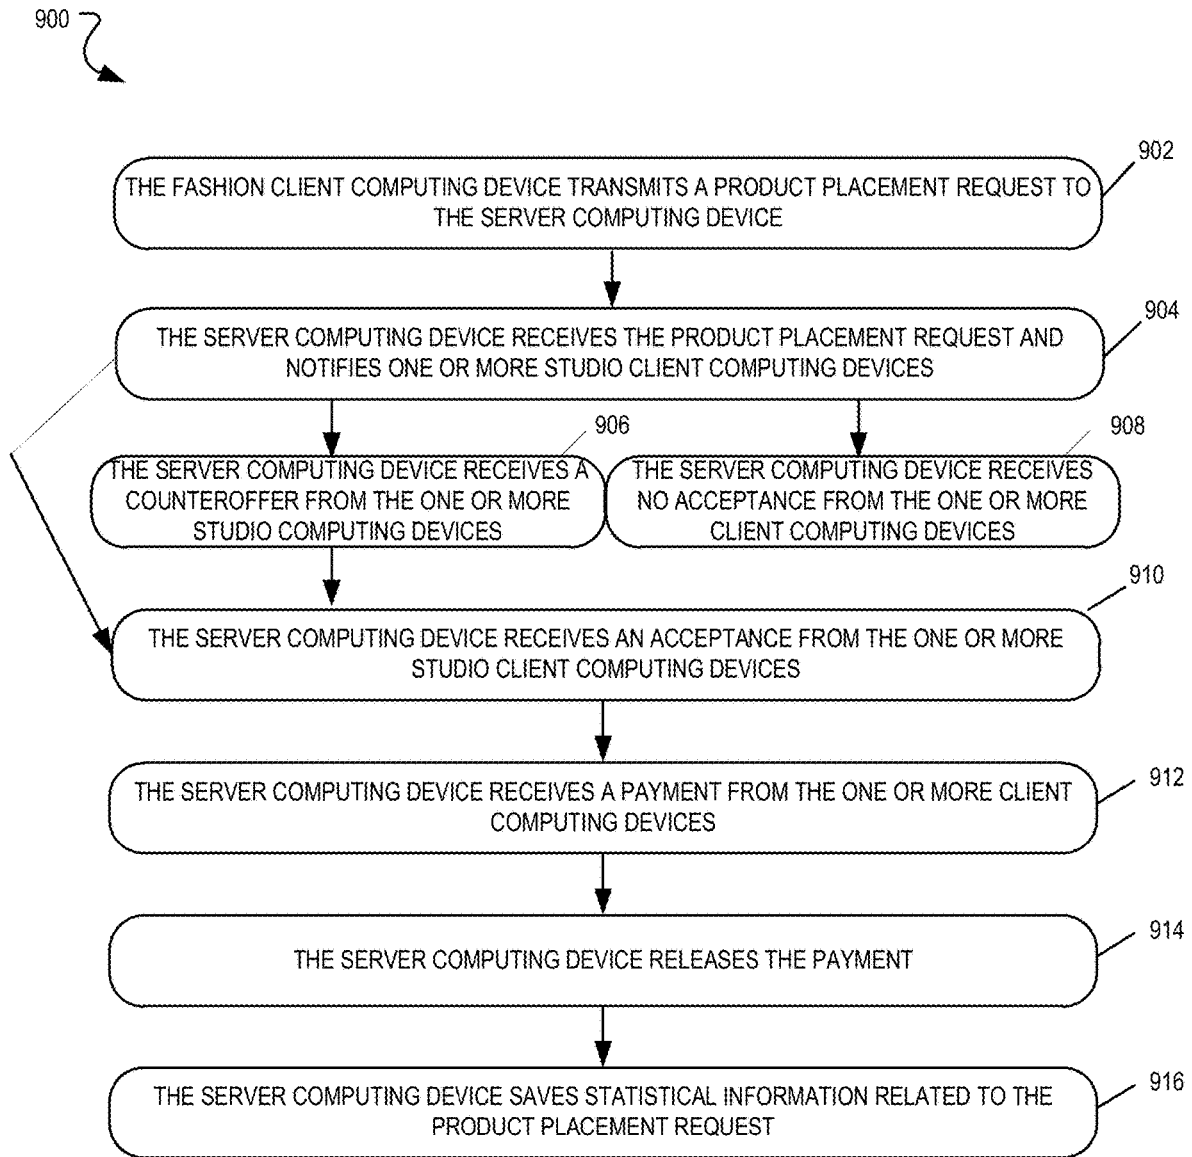 900
902
THE FASHION CLIENT COMPUTING DEVICE TRANSMITS A PRODUCT PLACEMENT REQUEST TO
THE SERVER COMPUTING DEVICE
904
THE SERVER COMPUTING DEVICE RECEIVES THE PRODUCT PLACEMENT REQUEST AND
NOTIFIES ONE OR MORE STUDIO CLIENT COMPUTING DEVICES
906
THE SERVER COMPUTING DEVICE RECEIVES A
COUNTEROFFER FROM THE ONE OR MORE
STUDIO COMPUTING DEVICES
908
THE SERVER COMPUTING DEVICE RECEIVES
NO ACCEPTANCE FROM THE ONE OR MORE
CLIENT COMPUTING DEVICES
910
THE SERVER COMPUTING DEVICE RECEIVES AN ACCEPTANCE FROM THE ONE OR MORE
STUDIO CLIENT COMPUTING DEVICES
912
THE SERVER COMPUTING DEVICE RECEIVES A PAYMENT FROM THE ONE OR MORE CLIENT
COMPUTING DEVICES
914
THE SERVER COMPUTING DEVICE RELEASES THE PAYMENT
916
THE SERVER COMPUTING DEVICE SAVES STATISTICAL INFORMATION RELATED TO THE
PRODUCT PLACEMENT REQUEST